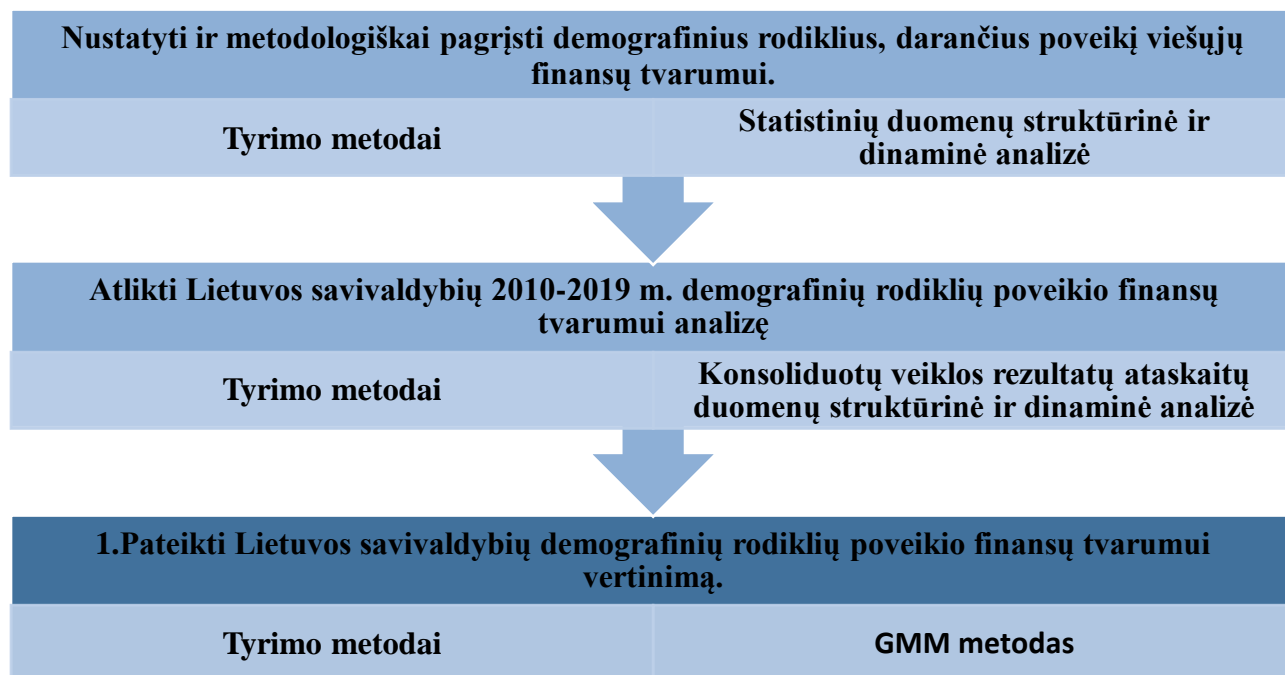 Nustatyti ir metodologiškai pagrįsti demografinius rodiklius, darančius poveikį viešųjų
finansų tvarumui.
Tyrimo metodai
Statistinių duomenų struktūrinė ir
dinaminė analizė
Atlikti Lietuvos savivaldybių 2010-2019 m. demografinių rodiklių poveikio finansų
tvarumui analizę
Tyrimo metodai
Konsoliduotų veiklos rezultatų ataskaitų
duomenų struktūrinė ir dinaminė analizė
1.Pateikti Lietuvos savivaldybių demografinių rodiklių poveikio finansų tvarumui
vertinimą.
Tyrimo metodai
GMM metodas